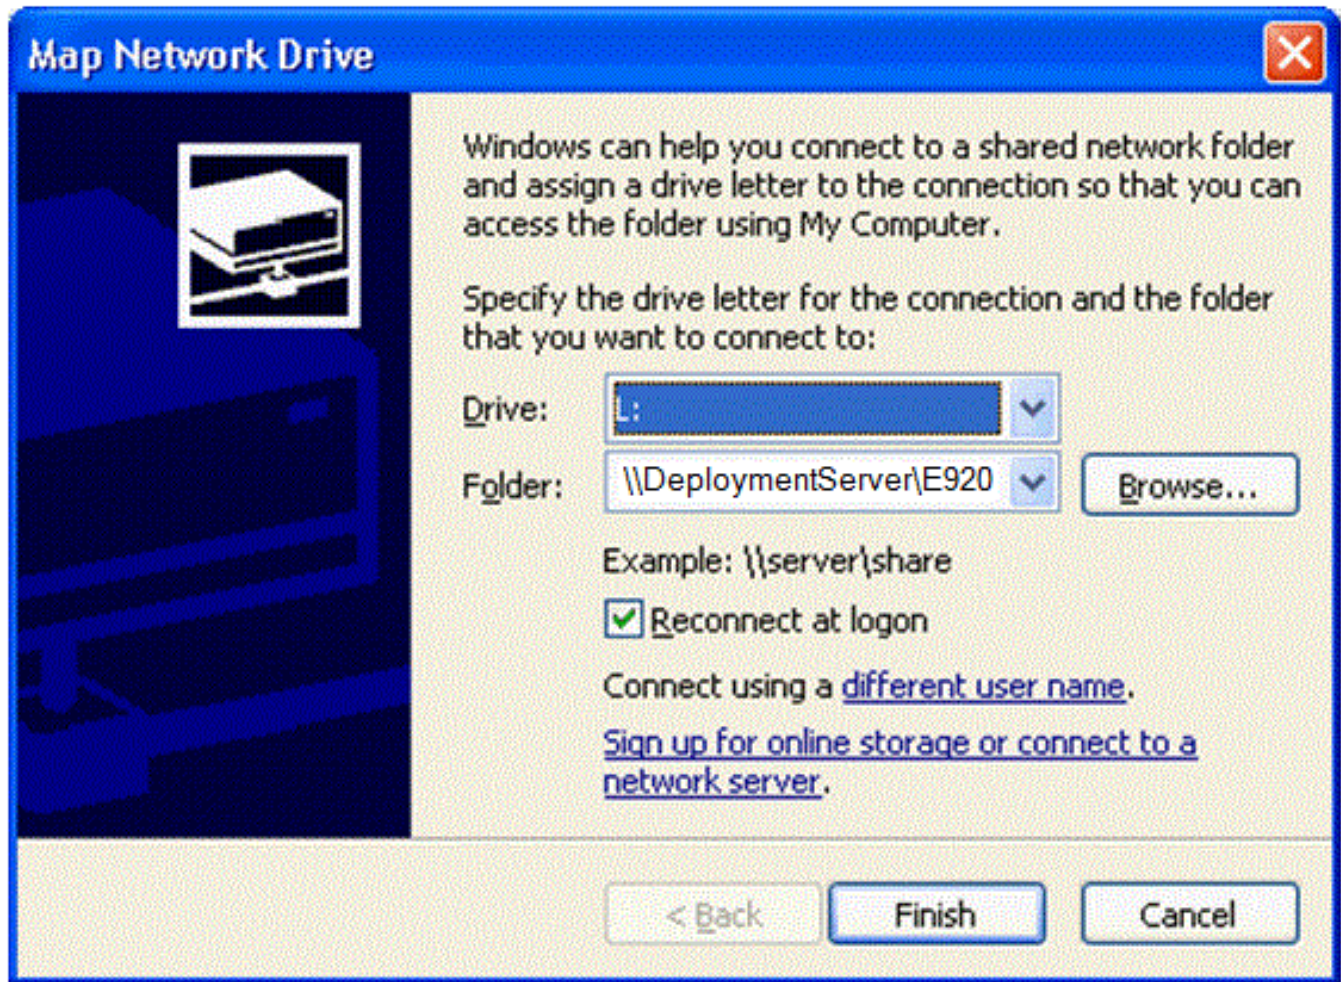 Map Network Drive
Windows can help you connect to a shared network folder
and assign a drive letter to the connection so that you can
access the folder using My Computer.
Specify the drive letter for the connection and the folder
that you want to connect to:
Drive: L:
Folder: \\DeploymentServer\E920 Browse...
Example: \\server\share
Reconnect at logon
Connect using a different user name.
Sign up for online storage or connect to a
network server.
< Back Finish Cancel